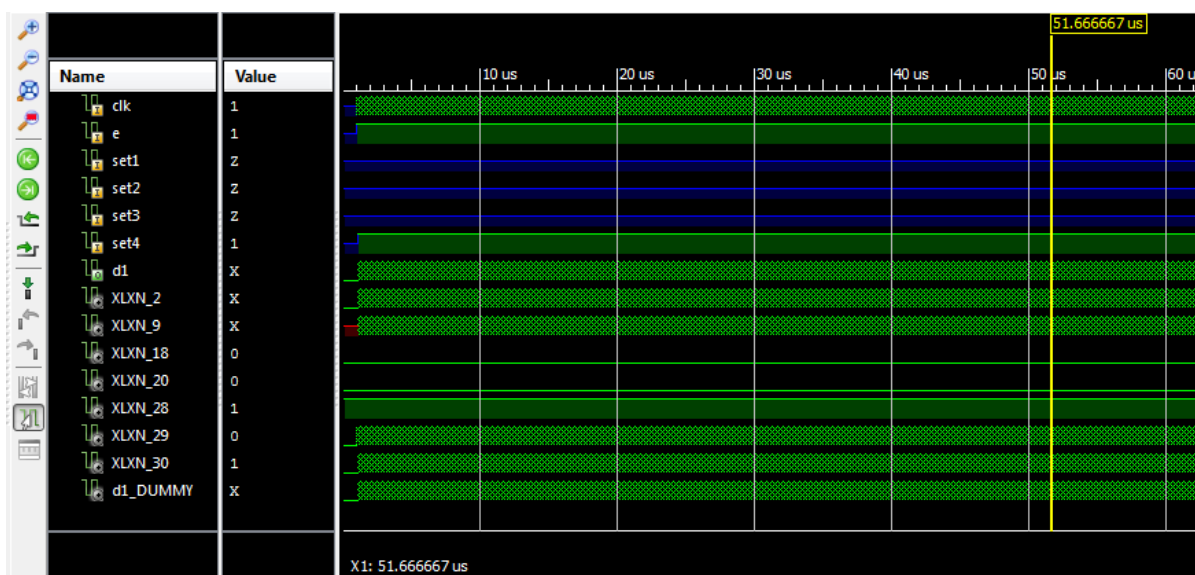 51.666667 us
Name Value
10 us 20 us 30 us 40 us 50 us 60 u
clk 1
e 1
set1 z
set2 z
set3 z
set4 1
d1 x
XLXN_2 x
XLXN_9 x
XLXN_18 0
XLXN_20 0
XLXN_28 1
XLXN_29 0
XLXN_30 1
d1_DUMMY x
X1: 51.666667 us